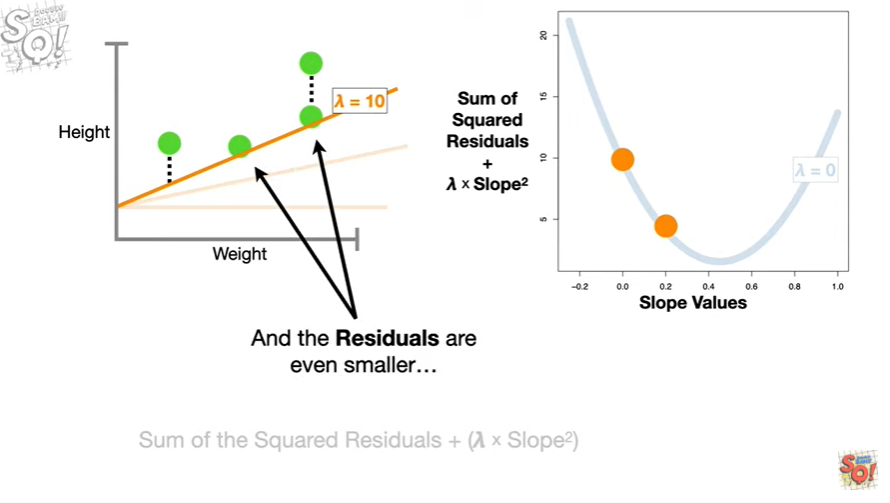 SQ!
Height
λ = 10
Weight
And the Residuals are
even smaller…
Sum of
Squared
Residuals
+
λ x Slope²
20
15
10
5
λ = 0
−0.2 0.0 0.2 0.4 0.6 0.8 1.0
Slope Values
Sum of the Squared Residuals + (λ x Slope²)
SQ!